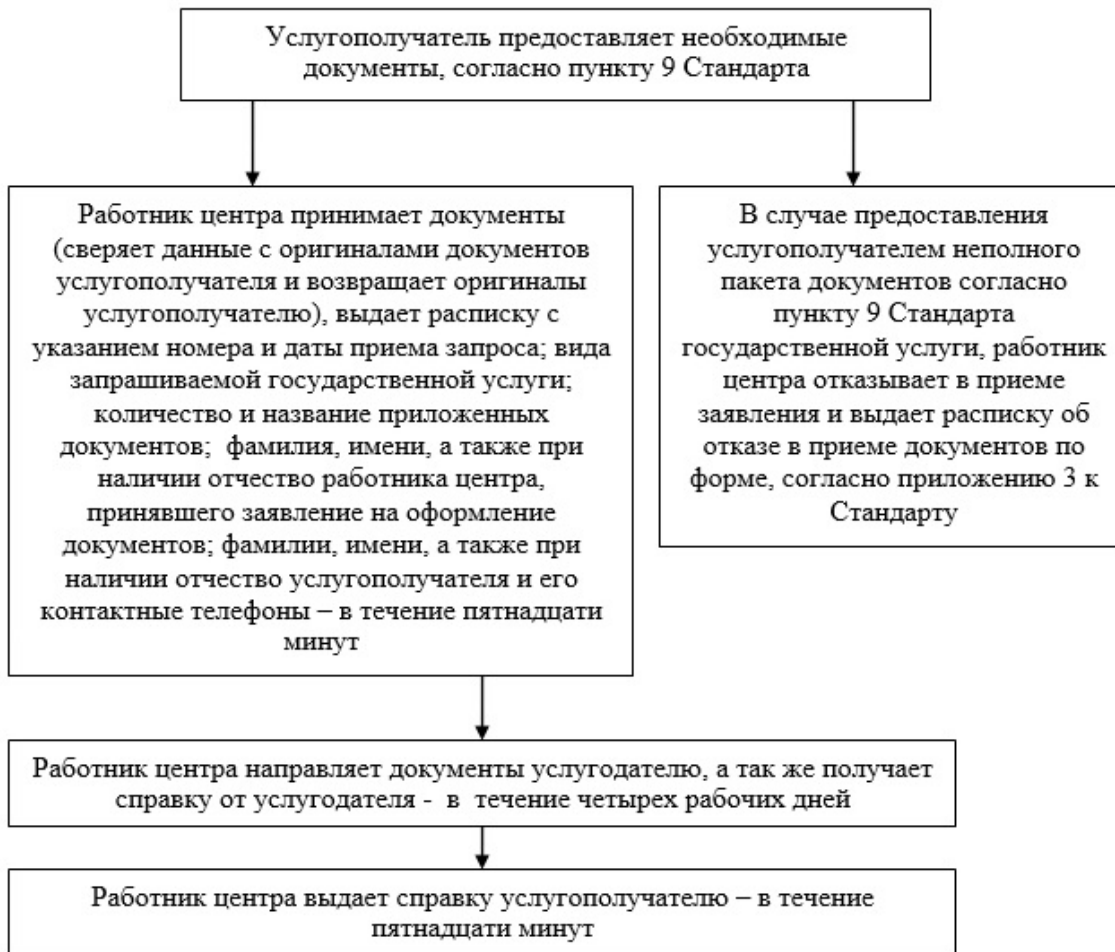 Услугополучатель предоставляет необходимые
документы, согласно пункту 9 Стандарта
Работник центра принимает документы
(сверяет данные с оригиналами документов
услугополучателя и возвращает оригиналы
услугополучателю), выдает расписку с
указанием номера и даты приема запроса; вида
запрашиваемой государственной услуги;
количество и название приложенных
документов;  фамилия, имени, а также при
наличии отчество работника центра,
принявшего заявление на оформление
документов; фамилии, имени, а также при
наличии отчество услугополучателя и его
контактные телефоны – в течение пятнадцати
минут
В случае предоставления
услугополучателем неполного
пакета документов согласно
пункту 9 Стандарта
государственной услуги, работник
центра отказывает в приеме
заявления и выдает расписку об
отказе в приеме документов по
форме, согласно приложению 3 к
Стандарту
Работник центра направляет документы услугодателю, а так же получает
справку от услугодателя -  в  течение четырех рабочих дней
Работник центра выдает справку услугополучателю – в течение
пятнадцати минут